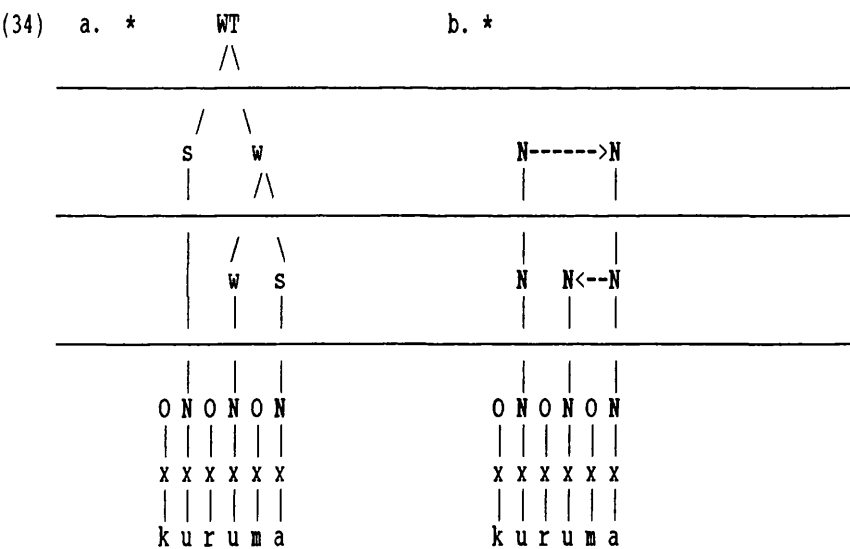 (34) a. * WT b. *
/\
/ \
S W N------>N
/\
/ \
W S N N<--N
O N O N O N O N O N O N
x x x x x x x x x x x x
k u r u m a k u r u m a